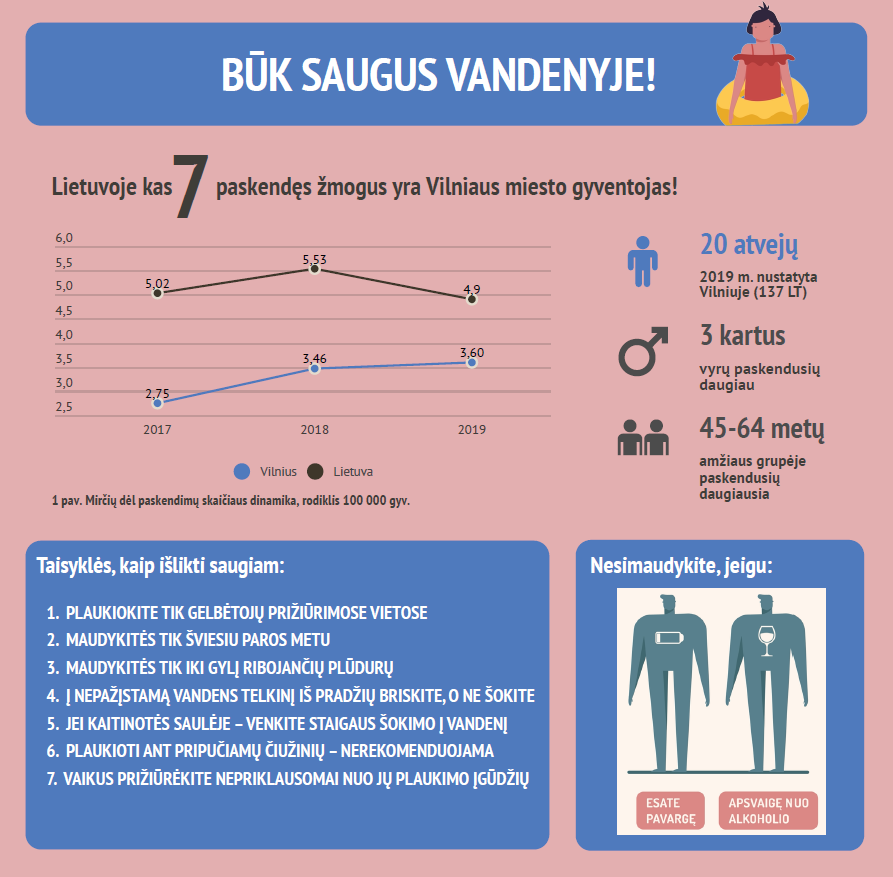 BŪK SAUGUS VANDENYJE!
Lietuvoje kas 7 paskendęs žmogus yra Vilniaus miesto gyventojas!
6,0
5,5
5,0
4,5
4,0
3,5
3,0
2,5
5,02
5,53
4,9
2,75
3,46
3,60
2017
2018
2019
Vilnius
Lietuva
1 pav. Mirčių dėl paskendimų skaičiaus dinamika, rodiklis 100 000 gyv.
20 atvejų
2019 m. nustatyta
Vilniuje (137 LT)
3 kartus
vyrų paskendusių
daugiau
45-64 metų
amžiaus grupėje
paskendusių
daugiausia
Taisyklės, kaip išlikti saugiam:
1. PLAUKIOKITE TIK GELBĖTOJŲ PRIŽIŪRIMOSE VIETOSE
2. MAUDYKITĖS TIK ŠVIESIU PAROS METU
3. MAUDYKITĖS TIK IKI GYLĮ RIBOJANČIŲ PLŪDURŲ
4. Į NEPAŽĮSTAMĄ VANDENS TELKINĮ IŠ PRADŽIŲ BRISKITE, O NE ŠOKITE
5. JEI KAITINOTĖS SAULĖJE – VENKITE STAIGAUS ŠOKIMO Į VANDENĮ
6. PLAUKIOTI ANT PRIPUČIAMŲ ČIUŽINIŲ – NEREKOMENDUOJAMA
7. VAIKUS PRIŽIŪRĖKITE NEPRIKLAUSOMAI NUO JŲ PLAUKIMO ĮGŪDŽIŲ
Nesimaudykite, jeigu:
ESATE
PAVARGĘ
APSVAIGĘ NUO
ALKOHOLIO